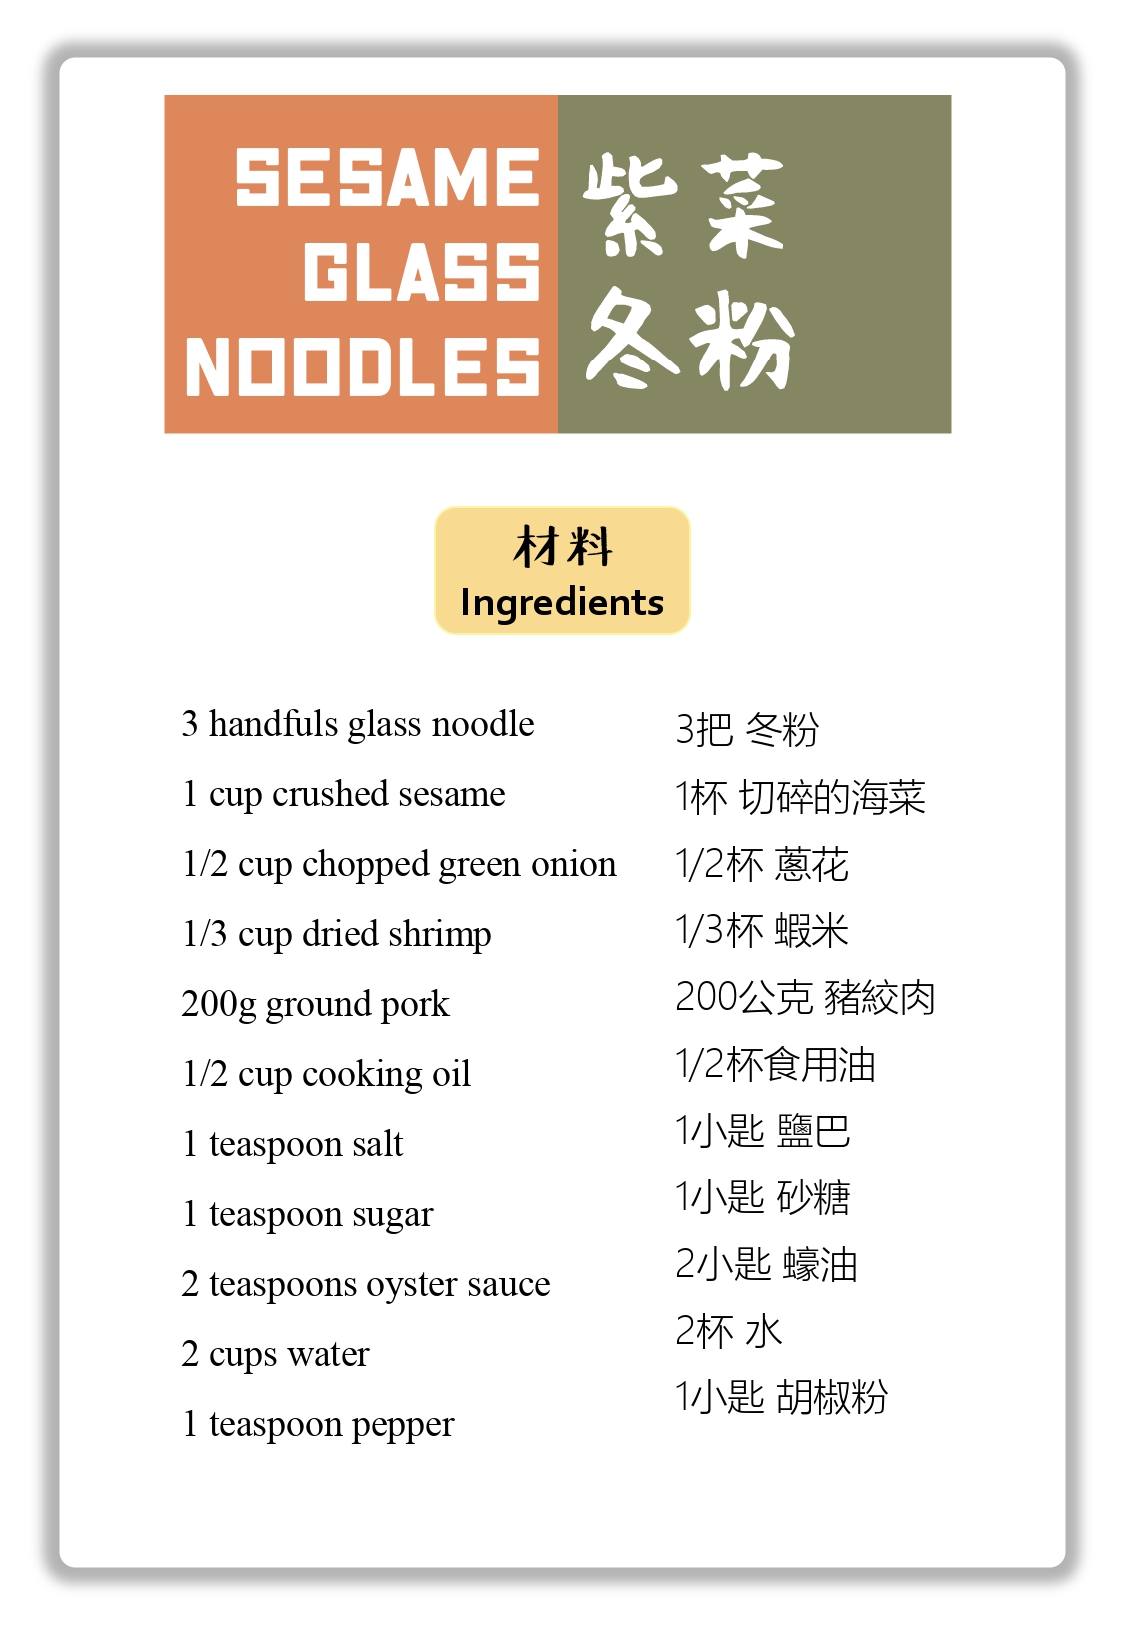 SESAME
GLASS
NOODLES
紫菜
冬粉
材料
Ingredients
3 handfuls glass noodle
1 cup crushed sesame
1/2 cup chopped green onion
1/3 cup dried shrimp
200g ground pork
1/2 cup cooking oil
1 teaspoon salt
1 teaspoon sugar
2 teaspoons oyster sauce
2 cups water
1 teaspoon pepper
3把 冬粉
1杯 切碎的海菜
1/2杯 蔥花
1/3杯 蝦米
200公克 豬絞肉
1/2杯食用油
1小匙 鹽巴
1小匙 砂糖
2小匙 蠔油
2杯 水
1小匙 胡椒粉